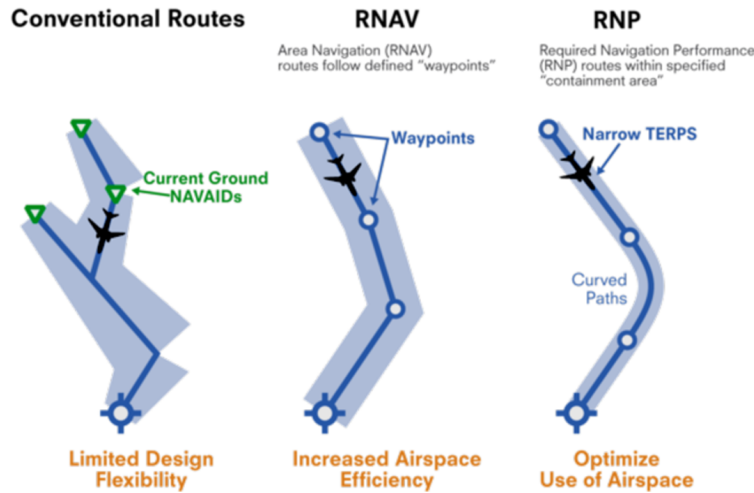 Conventional Routes
RNAV
Area Navigation (RNAV)
routes follow defined “waypoints”
RNP
Required Navigation Performance
(RNP) routes within specified
“containment area”
Current Ground
NAVAIDs
Waypoints
Narrow TERPS
Curved
Paths
Limited Design
Flexibility
Increased Airspace
Efficiency
Optimize
Use of Airspace